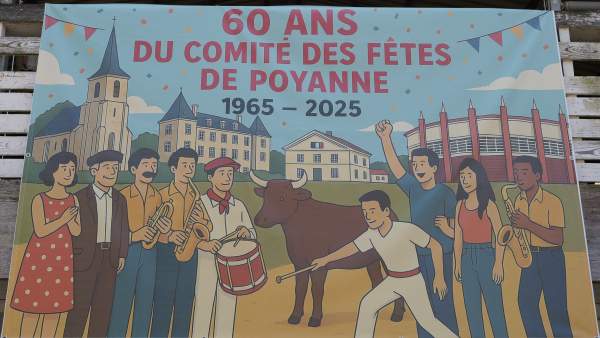 60 ANS
DU COMITÉ DES FÊTES
DE POYANNE
1965 – 2025